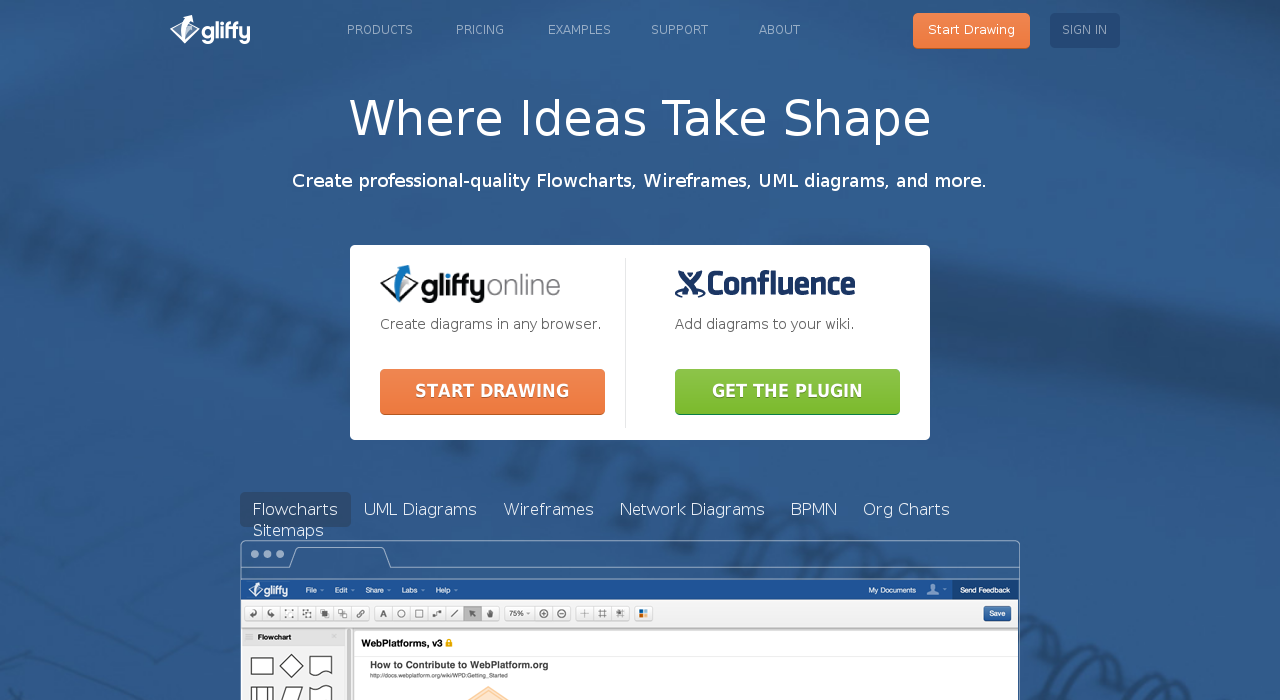 gliffy PRODUCTS PRICING EXAMPLES SUPPORT ABOUT Start Drawing SIGN IN
Where Ideas Take Shape
Create professional-quality Flowcharts, Wireframes, UML diagrams, and more.
gliffy online
Create diagrams in any browser.
START DRAWING
Confluence
Add diagrams to your wiki.
GET THE PLUGIN
Flowcharts UML Diagrams Wireframes Network Diagrams BPMN Org Charts
Sitemaps
gliffy File Edit Share Labs Help My Documents Send Feedback
A 75% Save
Flowchart
WebPlatforms, v3
How to Contribute to WebPlatform.org
http://docs.webplatform.org/wiki/WPD:Getting_Started